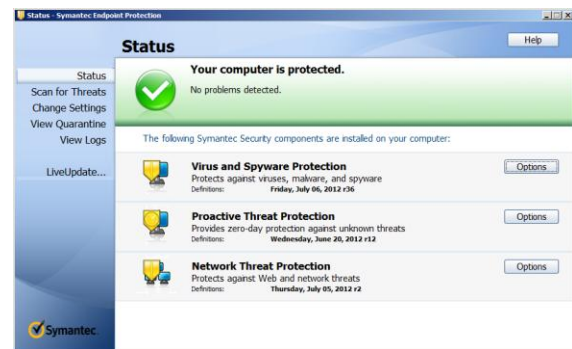 Status - Symantec Endpoint Protection
Status
Help
Status
Scan for Threats
Change Settings
View Quarantine
View Logs
LiveUpdate...
Your computer is protected.
No problems detected.
The following Symantec Security components are installed on your computer:
Virus and Spyware Protection
Protects against viruses, malware, and spyware
Definitions: Friday, July 06, 2012 r36
Options
Proactive Threat Protection
Provides zero-day protection against unknown threats
Definitions: Wednesday, June 20, 2012 r12
Options
Network Threat Protection
Protects against Web and network threats
Definitions: Thursday, July 05, 2012 r2
Options
Symantec.